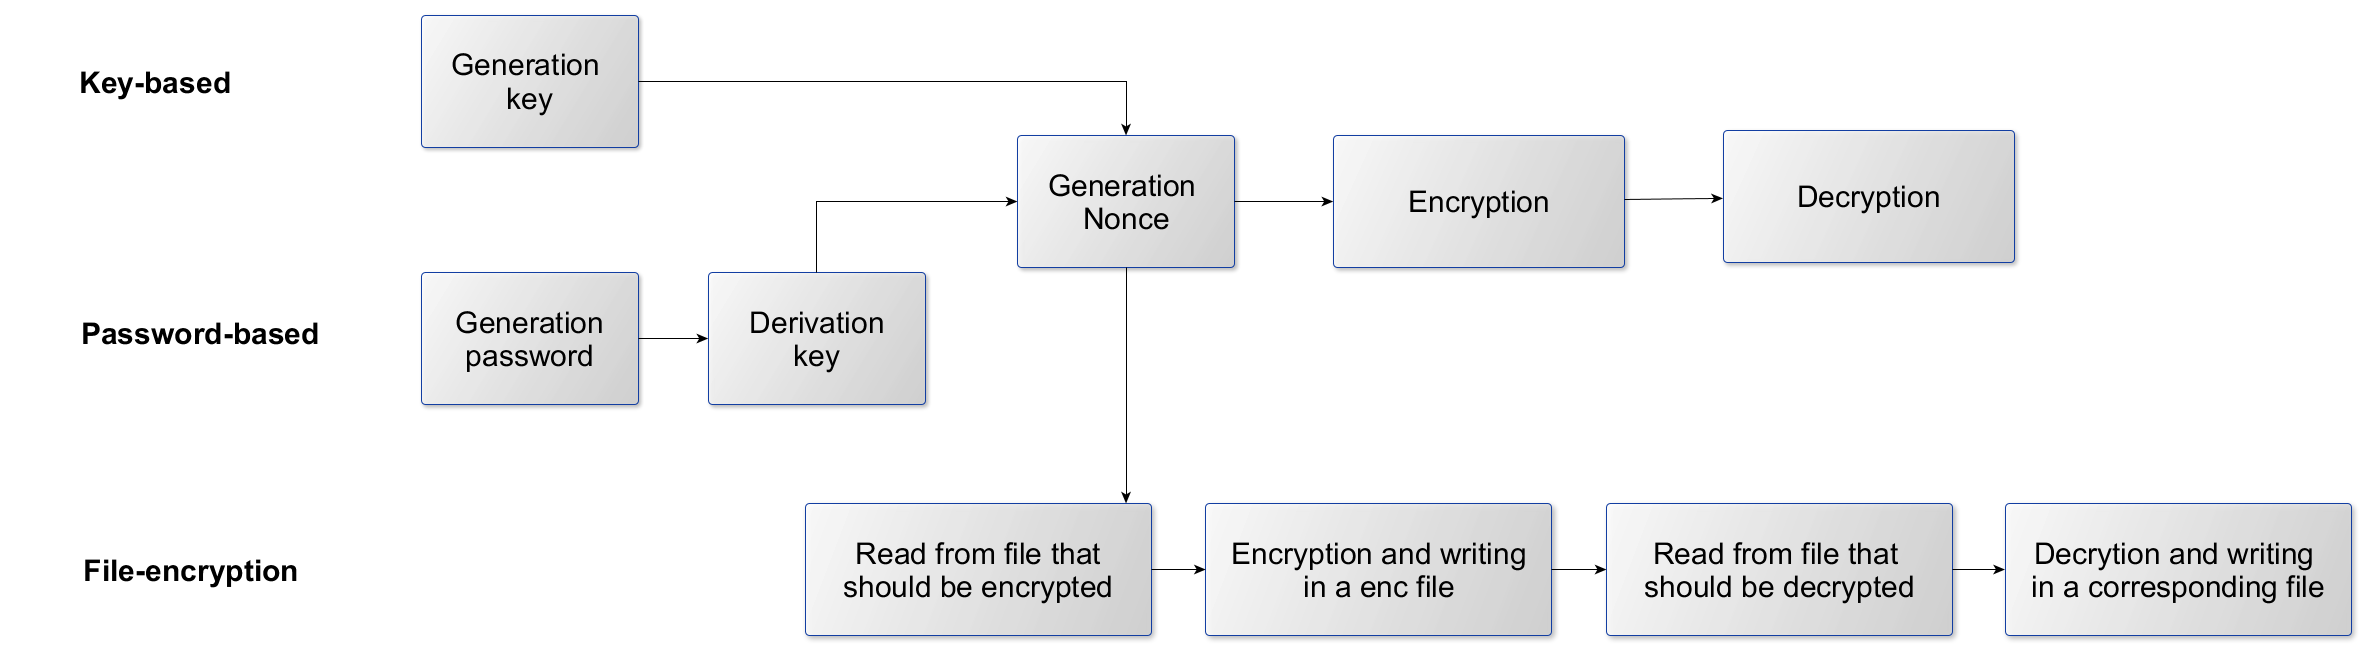 Key-based
Generation
key
Generation
Nonce
Encryption
Decryption
Password-based
Generation
password
Derivation
key
File-encryption
Read from file that
should be encrypted
Encryption and writing
in a enc file
Read from file that
should be decrypted
Decrytion and writing
in a corresponding file